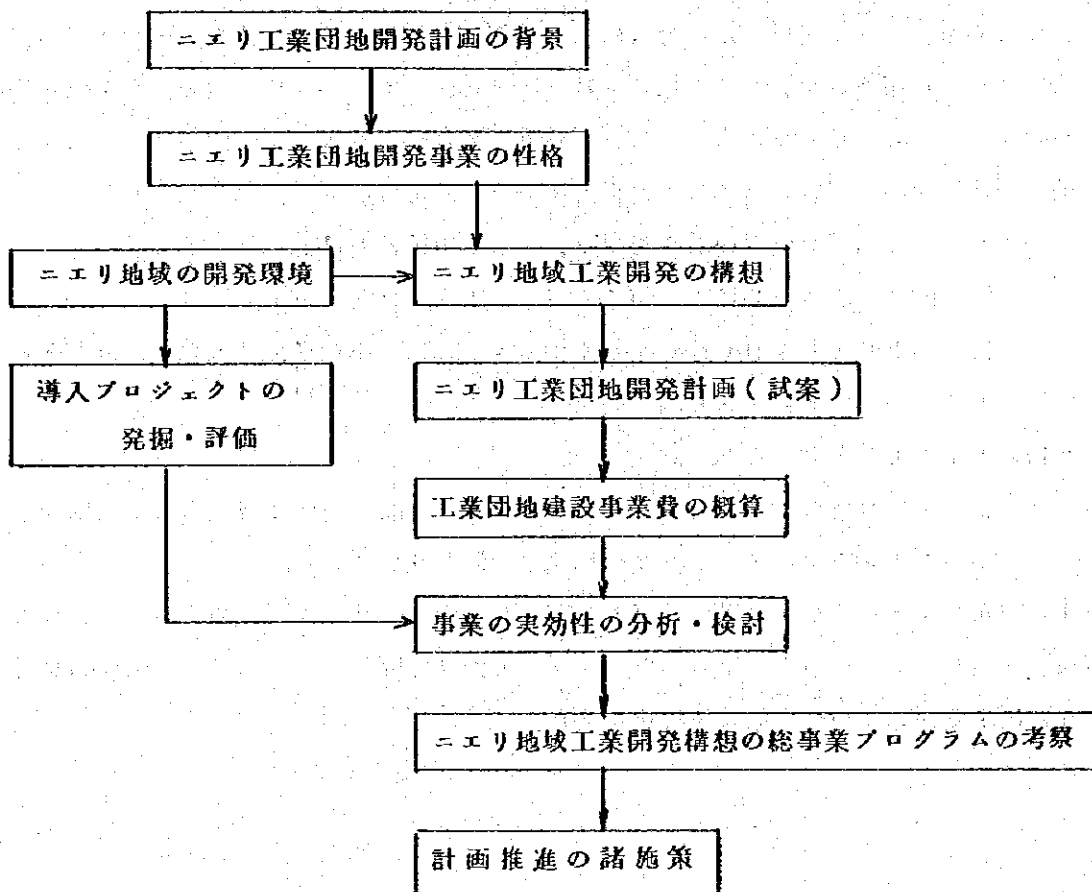 ニエリ工業団地開発計画の背景
ニエリ工業団地開発事業の性格
ニエリ地域の開発環境
ニエリ地域工業開発の構想
導入プロジェクトの
発掘・評価
ニエリ工業団地開発計画(試案)
工業団地建設事業費の概算
事業の実効性の分析・検討
ニエリ地域工業開発構想の総事業プログラムの考察
計画推進の諸施策